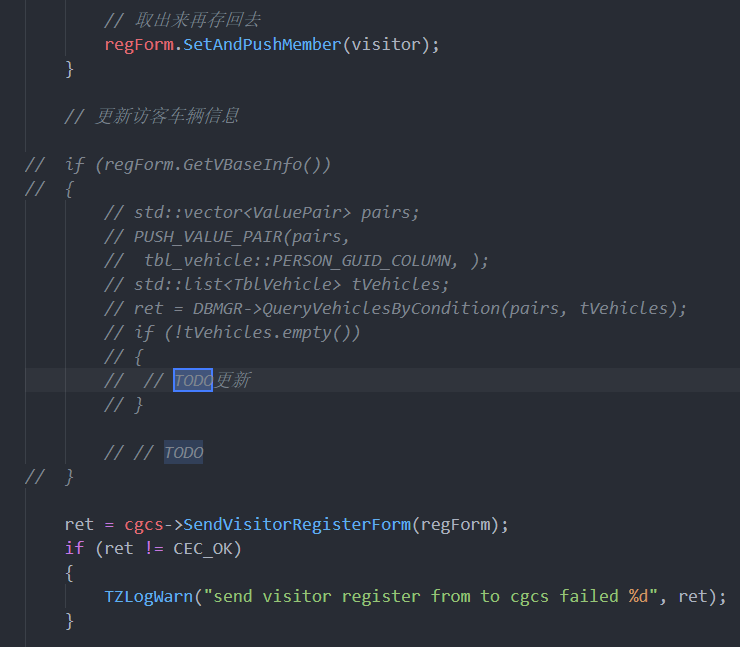 // 取出来再存回去
regForm.SetAndPushMember(visitor);
}
// 更新访客车辆信息
// if (regForm.GetVBaseInfo())
// {
// std::vector<ValuePair> pairs;
// PUSH_VALUE_PAIR(pairs,
// tbl_vehicle::PERSON_GUID_COLUMN, );
// std::list<TblVehicle> tVehicles;
// ret = DBMGR->QueryVehiclesByCondition(pairs, tVehicles);
// if (!tVehicles.empty())
// {
// // TODO更新
// }
// // TODO
// }
ret = cgcs->SendVisitorRegisterForm(regForm);
if (ret != CEC_OK)
{
TZLogWarn("send visitor register from to cgcs failed %d", ret);
}